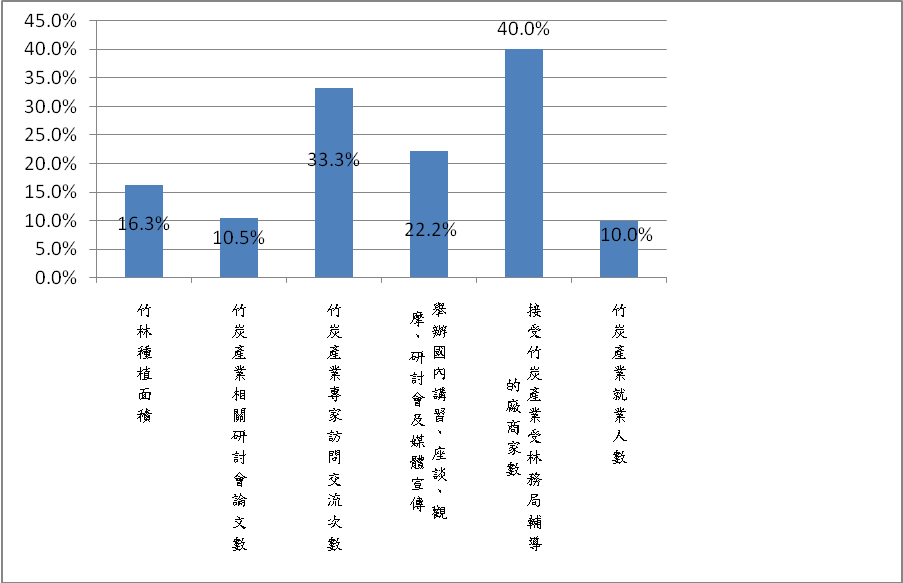 45.0%
40.0%
35.0%
30.0%
25.0%
20.0%
15.0%
10.0%
5.0%
0.0%
16.3%
10.5%
33.3%
22.2%
40.0%
10.0%
竹林種植面積
竹炭產業相關研討會論文數
竹炭產業專家訪問交流次數
舉辦國內講習、座談、觀
摩、研討會及媒體宣傳
接受竹炭產業受林務局輔導
的廠商家數
竹炭產業就業人數